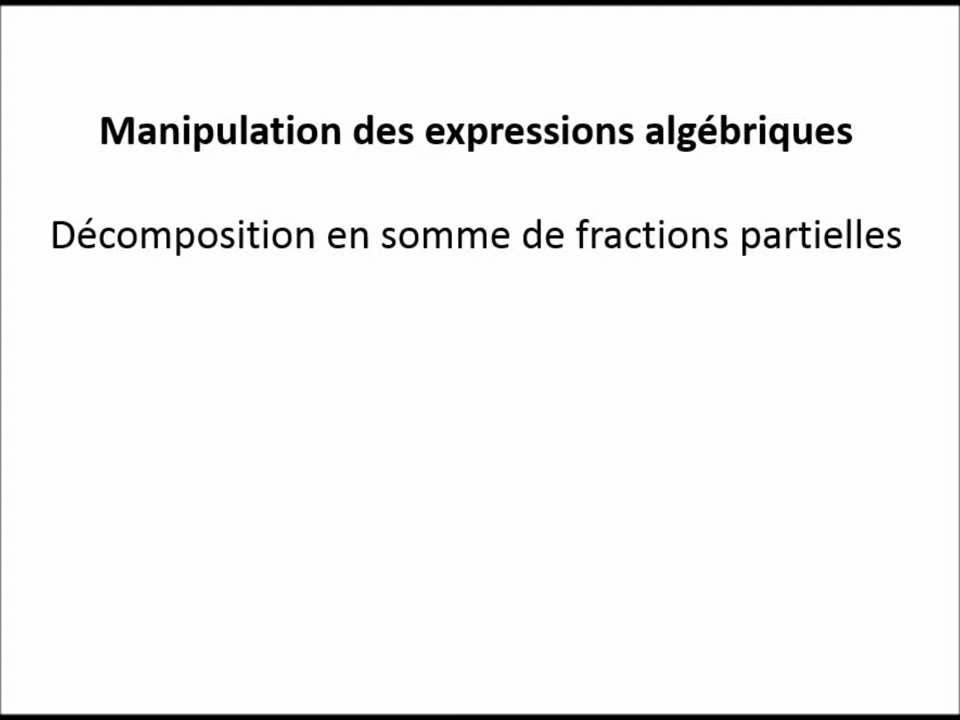 Manipulation des expressions algébriques
Décomposition en somme de fractions partielles